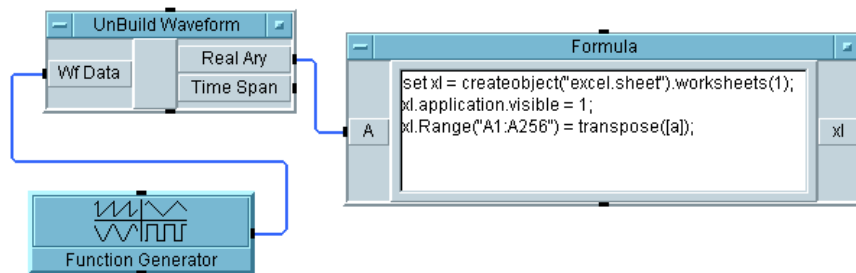 UnBuild Waveform
Wf Data
Real Ary
Time Span
Formula
A
set xl = createobject("excel.sheet").worksheets(1);
xl.application.visible = 1;
xl.Range("A1:A256") = transpose([a]);
xl
Function Generator